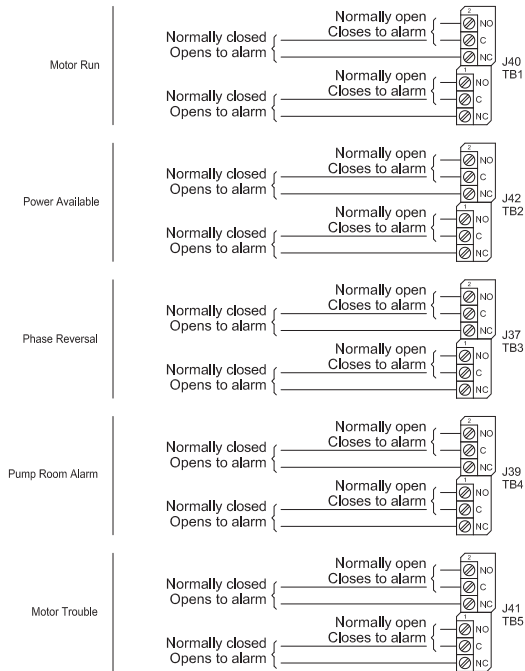 Motor Run
2
Normally open
Closes to alarm
Normally closed
Opens to alarm
NO
C
NC
1
Normally open
Closes to alarm
Normally closed
Opens to alarm
NO
C
NC
J40
TB1
Power Available
2
Normally open
Closes to alarm
Normally closed
Opens to alarm
NO
C
NC
1
Normally open
Closes to alarm
Normally closed
Opens to alarm
NO
C
NC
J42
TB2
Phase Reversal
2
Normally open
Closes to alarm
Normally closed
Opens to alarm
NO
C
NC
1
Normally open
Closes to alarm
Normally closed
Opens to alarm
NO
C
NC
J37
TB3
Pump Room Alarm
2
Normally open
Closes to alarm
Normally closed
Opens to alarm
NO
C
NC
1
Normally open
Closes to alarm
Normally closed
Opens to alarm
NO
C
NC
J39
TB4
Motor Trouble
2
Normally open
Closes to alarm
Normally closed
Opens to alarm
NO
C
NC
1
Normally open
Closes to alarm
Normally closed
Opens to alarm
NO
C
NC
J41
TB5